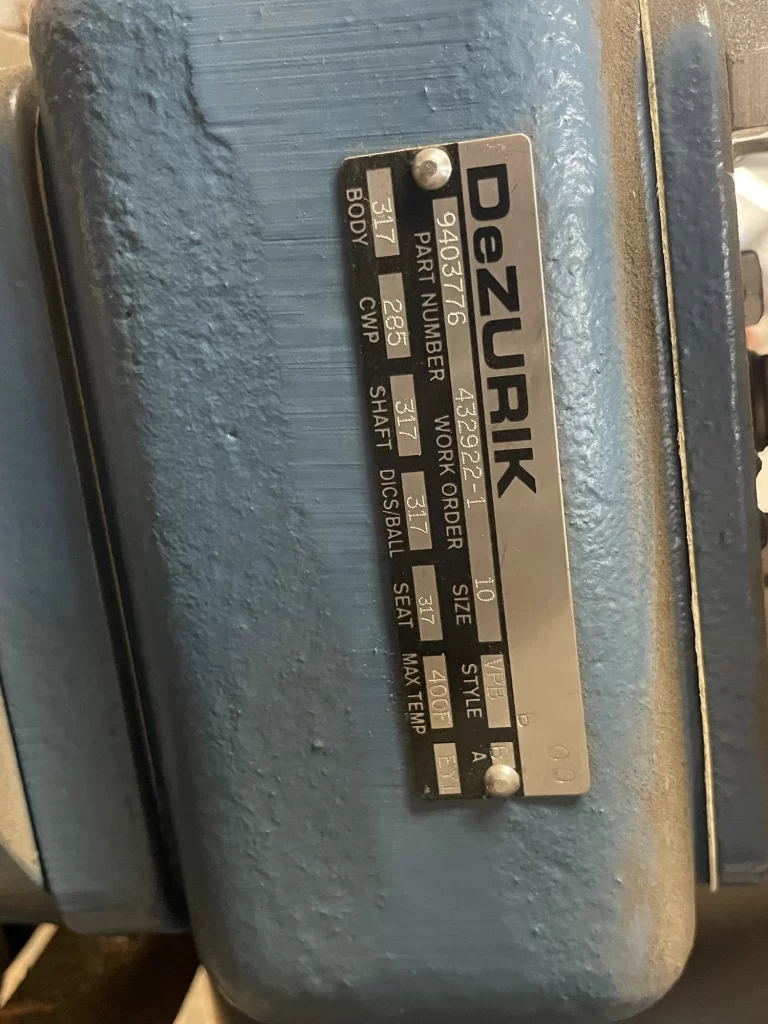 DeZURIK
9403776 432922-1 10 VPB
PART NUMBER WORK ORDER SIZE STYLE A
317 285 317 317 317 400F
BODY CWP SHAFT DICS/BALL SEAT MAX TEMP